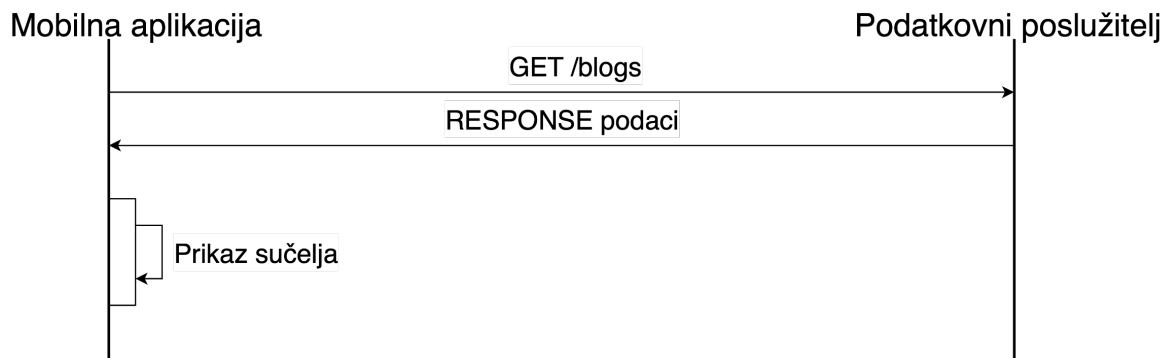 Mobilna aplikacija
Podatkovni poslužitelj
GET /blogs
RESPONSE podaci
Prikaz sučelja